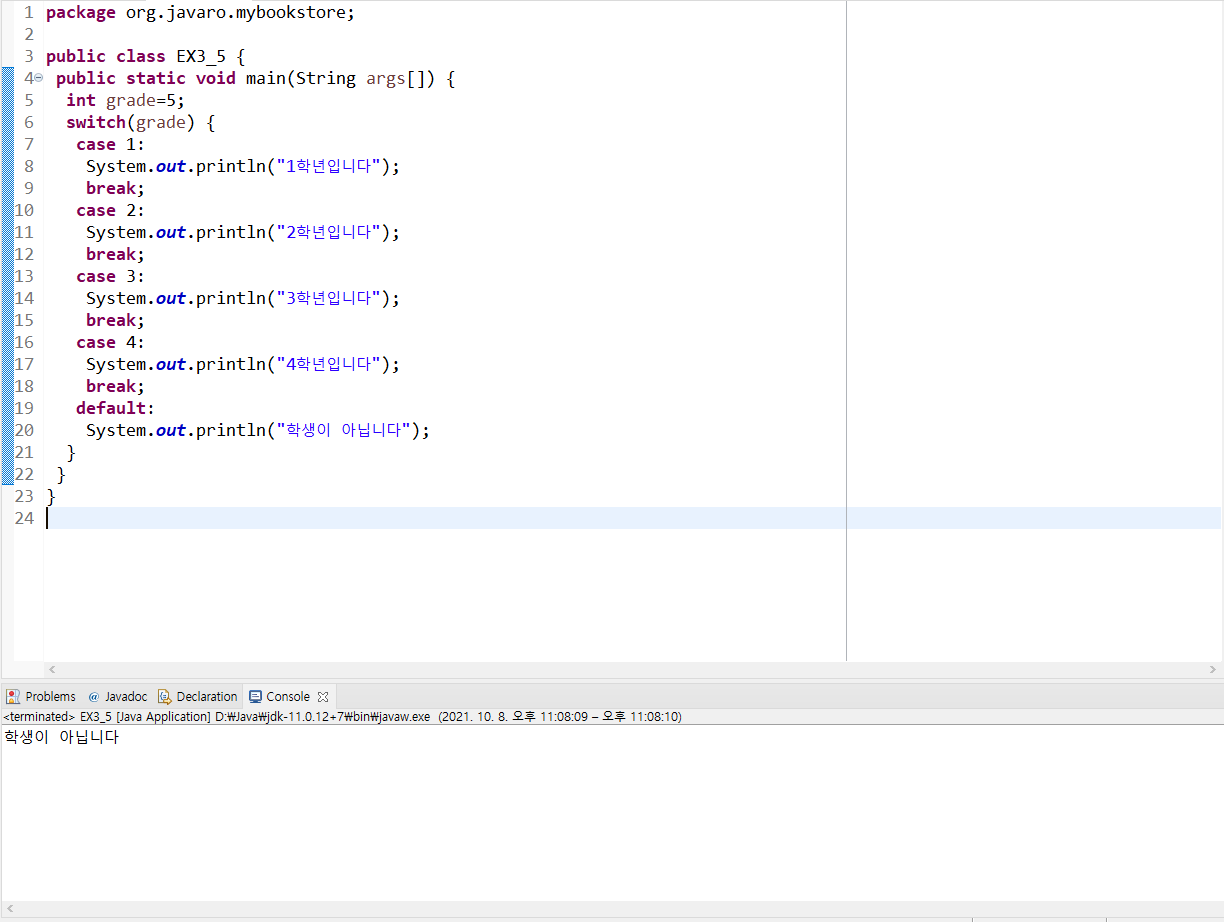 1 package org.javaro.mybookstore;
2
3 public class EX3_5 {
4 public static void main(String args[]) {
5 int grade=5;
6 switch(grade) {
7 case 1:
8 System.out.println("1학년입니다");
9 break;
10 case 2:
11 System.out.println("2학년입니다");
12 break;
13 case 3:
14 System.out.println("3학년입니다");
15 break;
16 case 4:
17 System.out.println("4학년입니다");
18 break;
19 default:
20 System.out.println("학생이 아닙니다");
21 }
22 }
23 }
24
Problems @ Javadoc Declaration Console
<terminated> EX3_5 [Java Application] D:₩Java₩jdk-11.0.12+7₩bin₩javaw.exe (2021. 10. 8. 오후 11:08:09 – 오후 11:08:10)
학생이 아닙니다